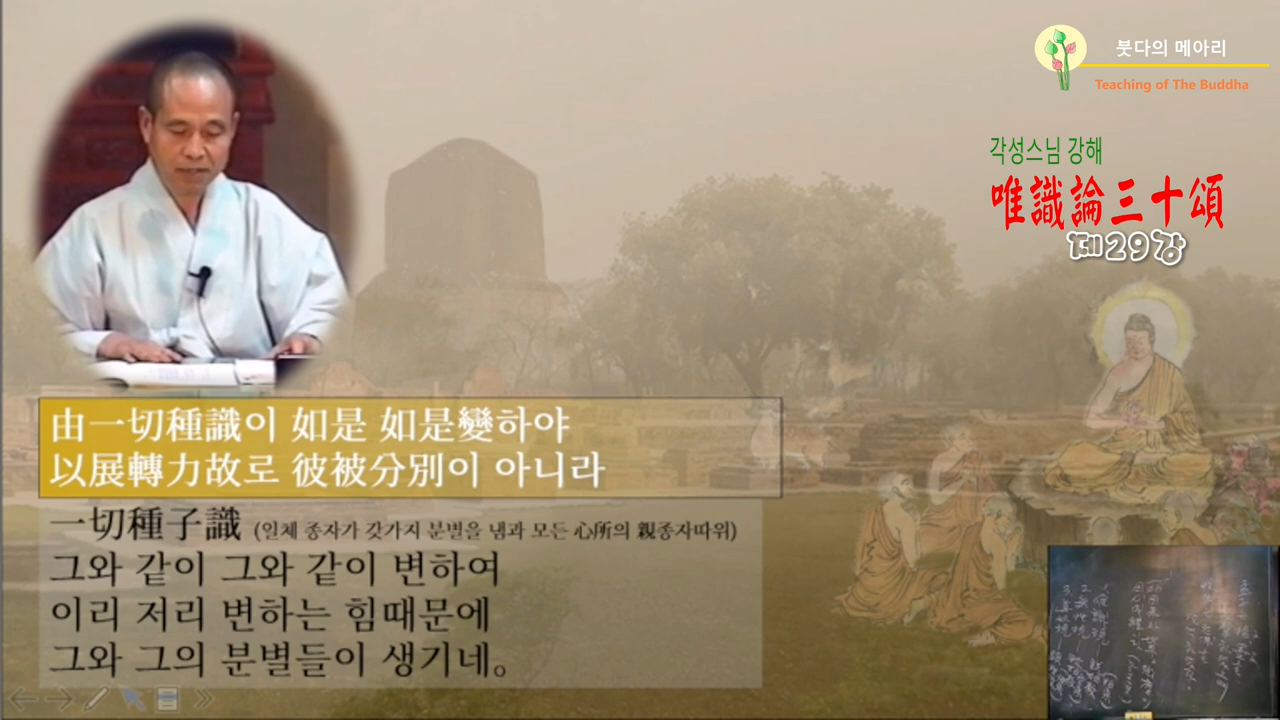 붓다의 메아리
Teaching of The Buddha
각성스님 강해
唯識論三十頌
제29강
由一切種識이 如是 如是變하야
以展轉力故로 彼被分別이 아니라
一切種子識 (일체 종자가 갖가지 분별을 냄과 모든 心所의 親종자따위)
그와 같이 그와 같이 변하여
이리 저리 변하는 힘때문에
그와 그의 분별들이 생기네。